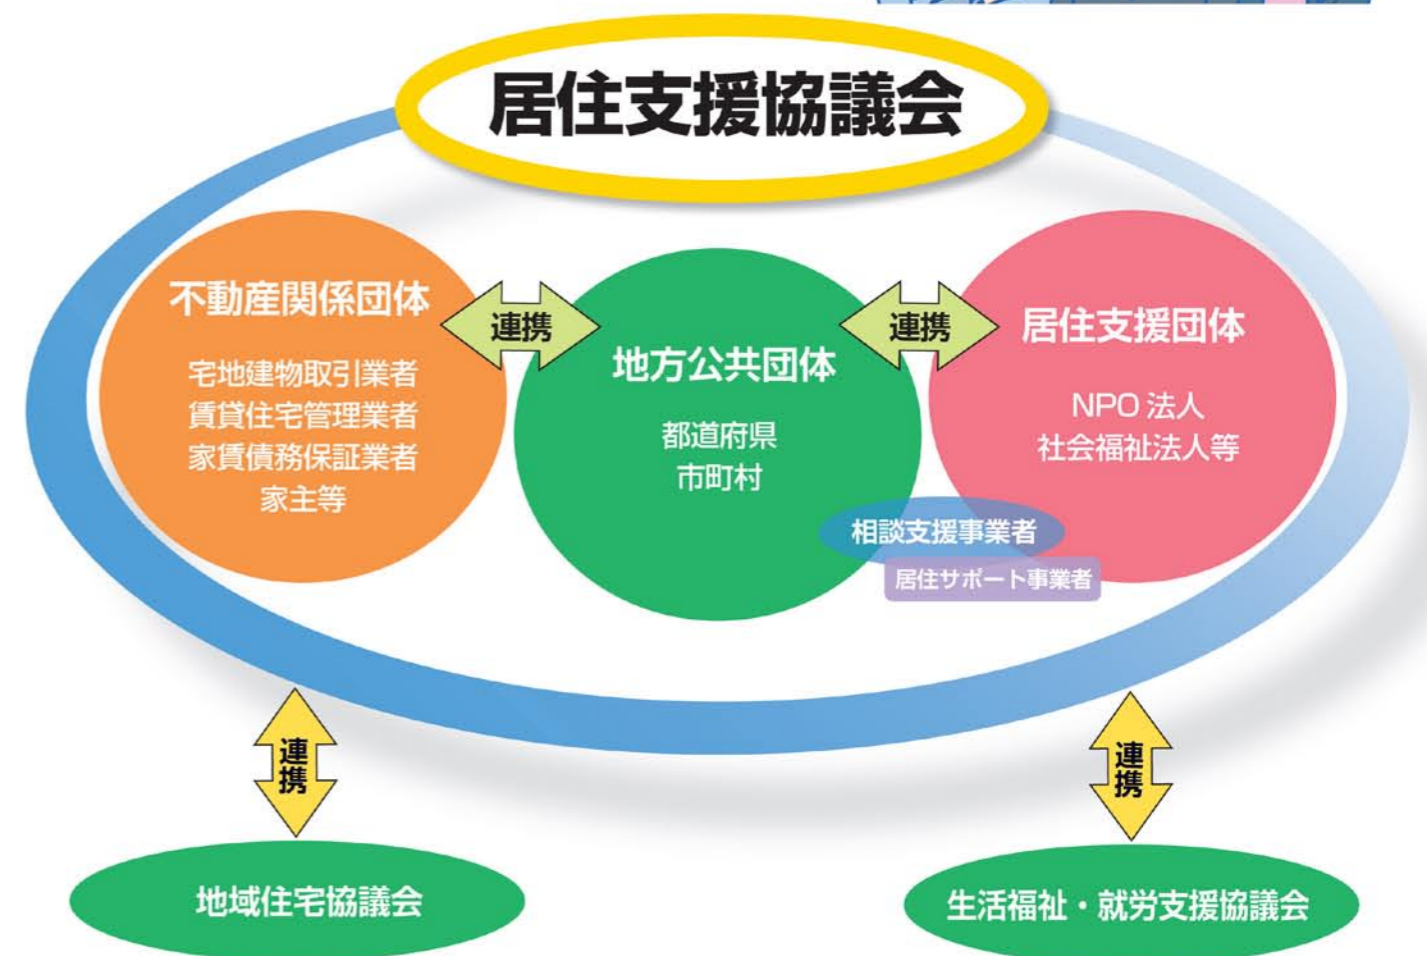 居住支援協議会
不動産関係団体
宅地建物取引業者
賃貸住宅管理業者
家賃債務保証業者
家主等
連携
地方公共団体
都道府県
市町村
連携
居住支援団体
NPO 法人
社会福祉法人等
相談支援事業者
居住サポート事業者
連携
連携
地域住宅協議会
生活福祉・就労支援協議会